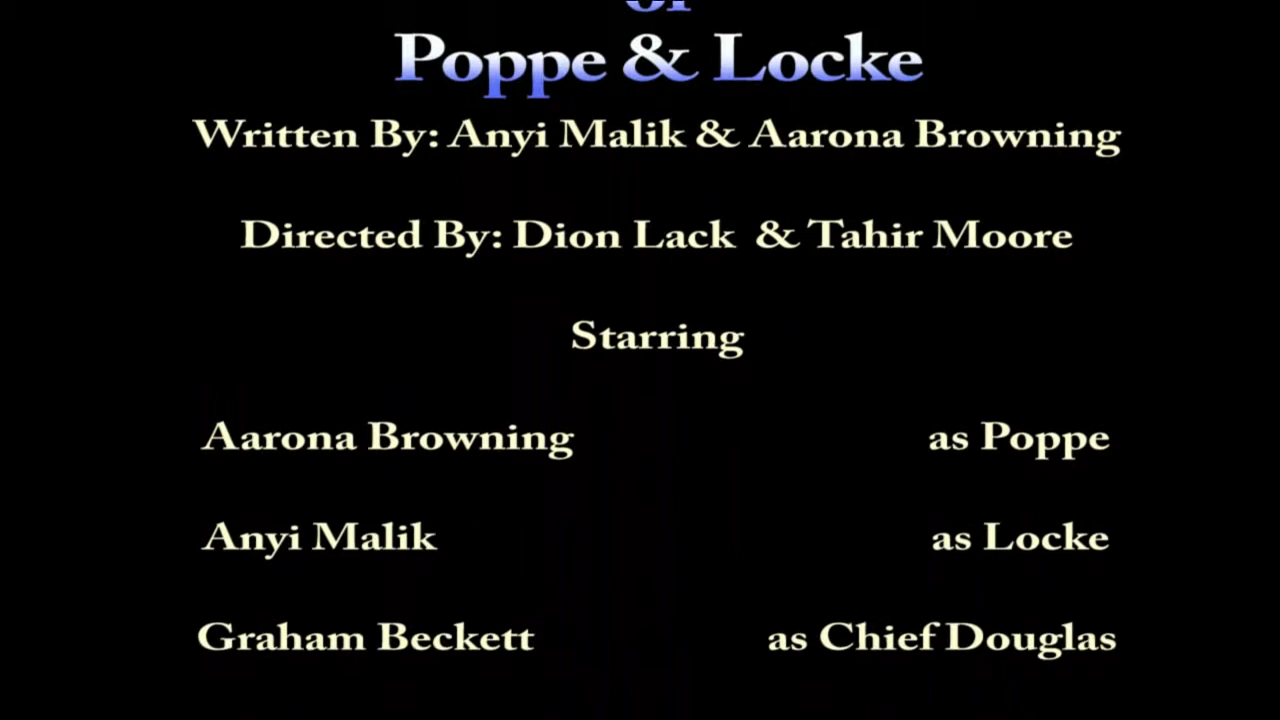 of
Poppe & Locke
Written By: Anyi Malik & Aarona Browning
Directed By: Dion Lack & Tahir Moore
Starring
Aarona Browning as Poppe
Anyi Malik as Locke
Graham Beckett as Chief Douglas